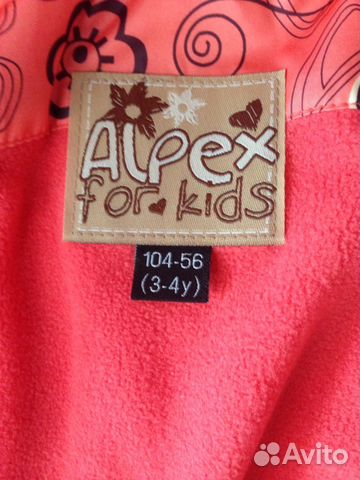 Alpex
for kids
104-56
(3-4y)
Avito